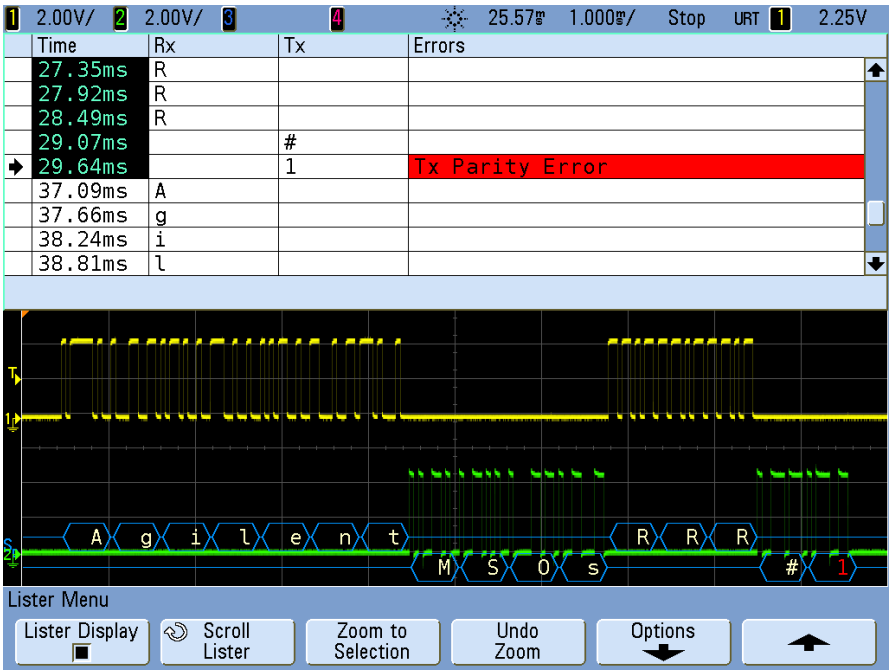 1 2.00V/ 2 2.00V/ 3 4 25.57ms 1.000ms/ Stop URT 1 2.25V
Time Rx Tx Errors
27.35ms R
27.92ms R
28.49ms R
29.07ms #
29.64ms 1 Tx Parity Error
37.09ms A
37.66ms g
38.24ms i
38.81ms l
T
1
A g i l e n t R R R
S
2
M S O s # 1
Lister Menu
Lister Display Scroll Lister Zoom to Selection Undo Zoom Options